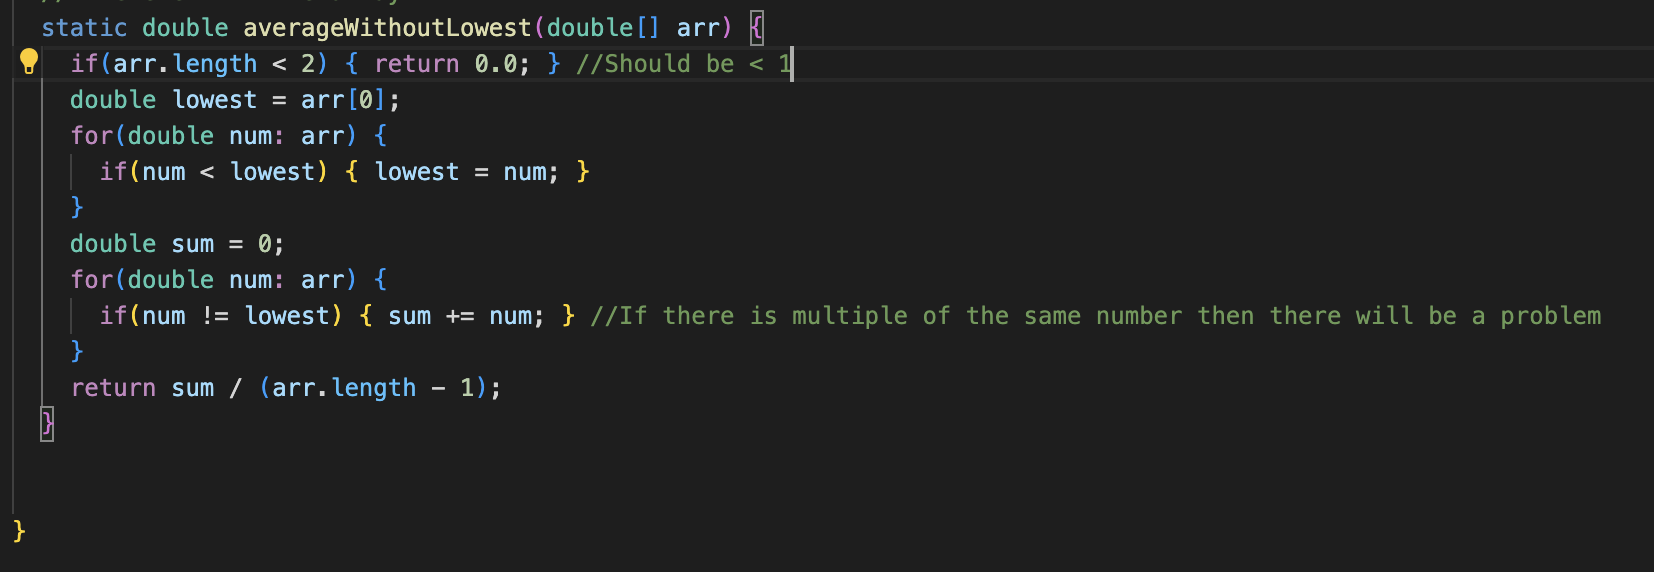 static double averageWithoutLowest(double[] arr) {
if(arr.length < 2) { return 0.0; } //Should be < 1
double lowest = arr[0];
for(double num: arr) {
if(num < lowest) { lowest = num; }
}
double sum = 0;
for(double num: arr) {
if(num != lowest) { sum += num; } //If there is multiple of the same number then there will be a problem
}
return sum / (arr.length - 1);
}
}